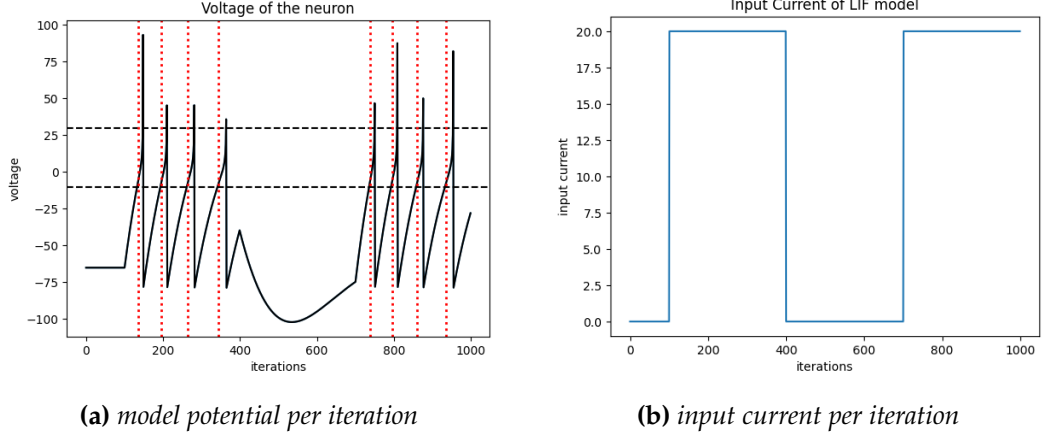 Voltage of the neuron
100
75
50
25
0
−25
−50
−75
−100
voltage
0 200 400 600 800 1000
iterations
(a) model potential per iteration
Input Current of LIF model
20.0
17.5
15.0
12.5
10.0
7.5
5.0
2.5
0.0
input current
0 200 400 600 800 1000
iterations
(b) input current per iteration